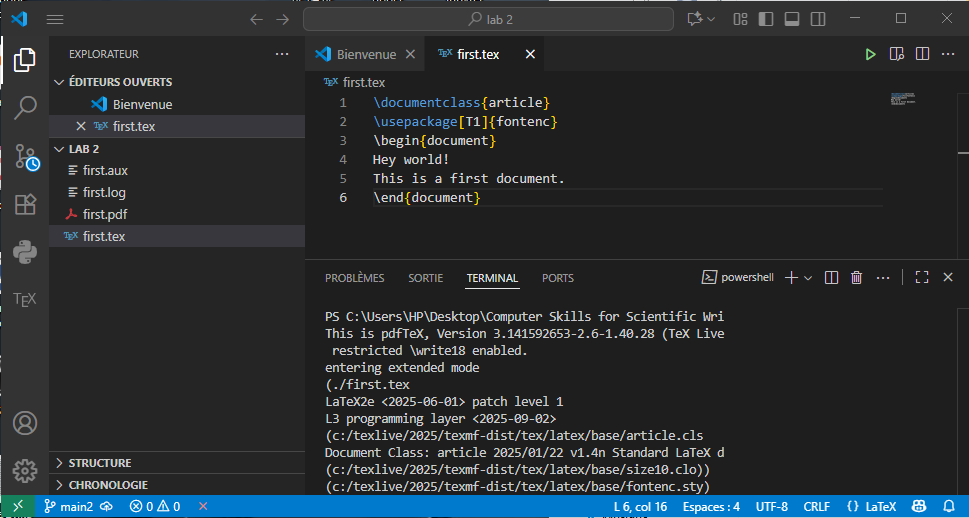 lab 2
EXPLORATEUR
ÉDITEURS OUVERTS
Bienvenue
TEX first.tex
LAB 2
first.aux
first.log
first.pdf
TEX first.tex
TEX
STRUCTURE
CHRONOLOGIE
Bienvenue
TEX first.tex
TEX first.tex
1 \documentclass{article}
2 \usepackage[T1]{fontenc}
3 \begin{document}
4 Hey world!
5 This is a first document.
6 \end{document}
PROBLÈMES SORTIE TERMINAL PORTS
powershell
PS C:\Users\HP\Desktop\Computer Skills for Scientific Wri
This is pdfTeX, Version 3.141592653-2.6-1.40.28 (TeX Live
restricted \write18 enabled.
entering extended mode
(./first.tex
LaTeX2e <2025-06-01> patch level 1
L3 programming layer <2025-09-02>
(c:/texlive/2025/texmf-dist/tex/latex/base/article.cls
Document Class: article 2025/01/22 v1.4n Standard LaTeX d
(c:/texlive/2025/texmf-dist/tex/latex/base/size10.clo))
(c:/texlive/2025/texmf-dist/tex/latex/base/fontenc.sty)
main2 0 0 L 6, col 16 Espaces : 4 UTF-8 CRLF {} LaTeX